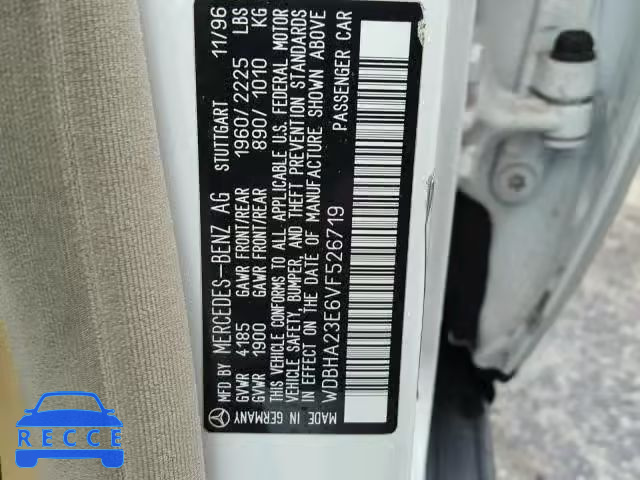 MFD BY MERCEDES-BENZ AG STUTTGART 11/96
GVWR 4185 GAWR FRONT/REAR 1960/2225 LBS
GVWR 1900 GAWR FRONT/REAR 890/1010 KG
THIS VEHICLE CONFORMS TO ALL APPLICABLE U.S. FEDERAL MOTOR
VEHICLE SAFETY, BUMPER, AND THEFT PREVENTION STANDARDS
IN EFFECT ON THE DATE OF MANUFACTURE SHOWN ABOVE
WDBHA23E6VF526719 PASSENGER CAR
MADE IN GERMANY
RECCE